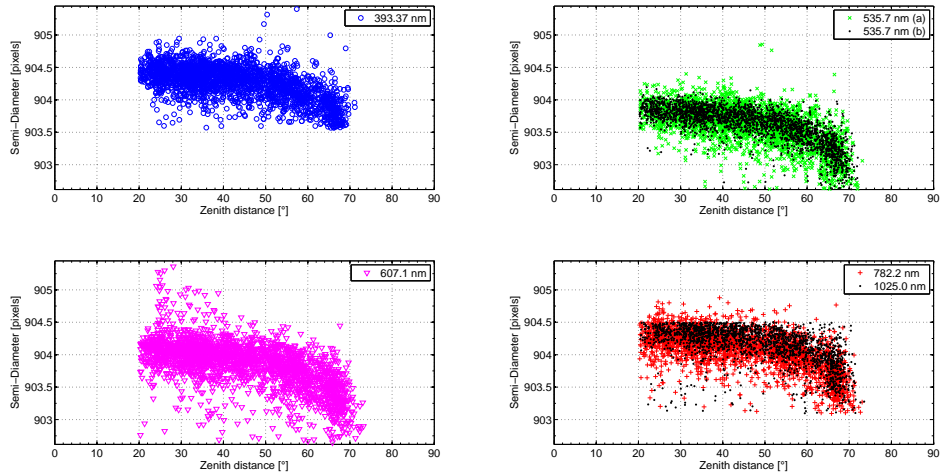 393.37 nm
905
904.5
904
903.5
903
0 10 20 30 40 50 60 70 80 90
Semi-Diameter [pixels]
Zenith distance [°]
535.7 nm (a)
535.7 nm (b)
905
904.5
904
903.5
903
0 10 20 30 40 50 60 70 80 90
Semi-Diameter [pixels]
Zenith distance [°]
607.1 nm
905
904.5
904
903.5
903
0 10 20 30 40 50 60 70 80 90
Semi-Diameter [pixels]
Zenith distance [°]
782.2 nm
1025.0 nm
905
904.5
904
903.5
903
0 10 20 30 40 50 60 70 80 90
Semi-Diameter [pixels]
Zenith distance [°]